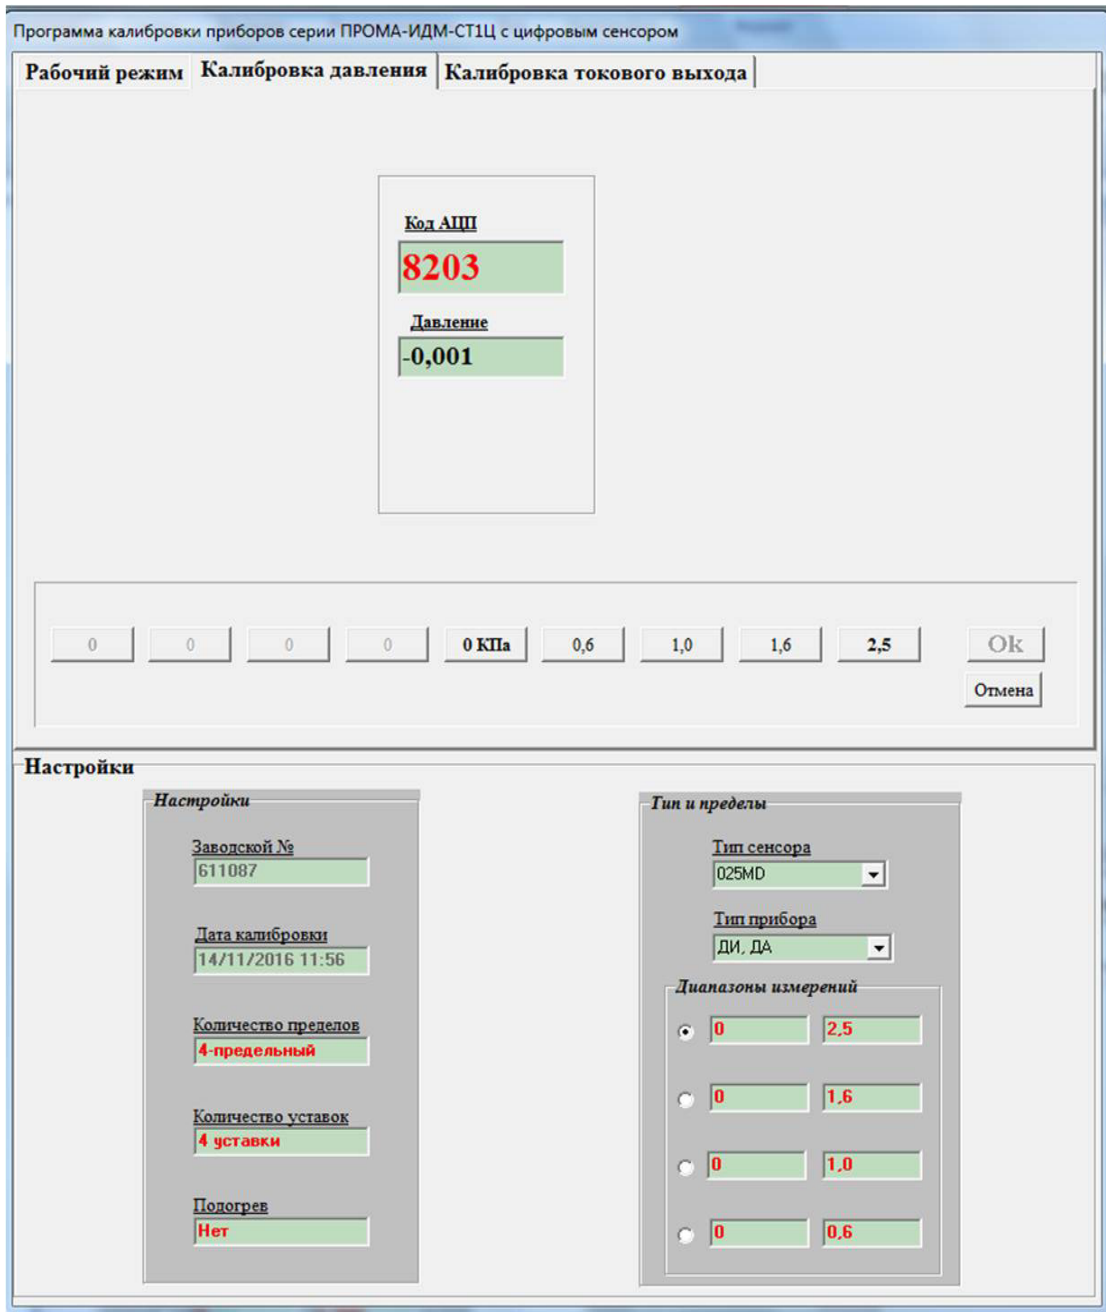 Программа калибровки приборов серии ПРОМА-ИДМ-СТ1Ц с цифровым сенсором
Рабочий режим Калибровка давления Калибровка токового выхода
Код АЦП
8203
Давление
-0,001
0 0 0 0 0 КПа 0,6 1,0 1,6 2,5 Ok
Отмена
Настройки
Настройки
Заводской №
611087
Дата калибровки
14/11/2016 11:56
Количество пределов
4-предельный
Количество уставок
4 уставки
Подогрев
Нет
Тип и пределы
Тип сенсора
025MD
Тип прибора
ДИ, ДА
Диапазоны измерений
0 2,5
0 1,6
0 1,0
0 0,6